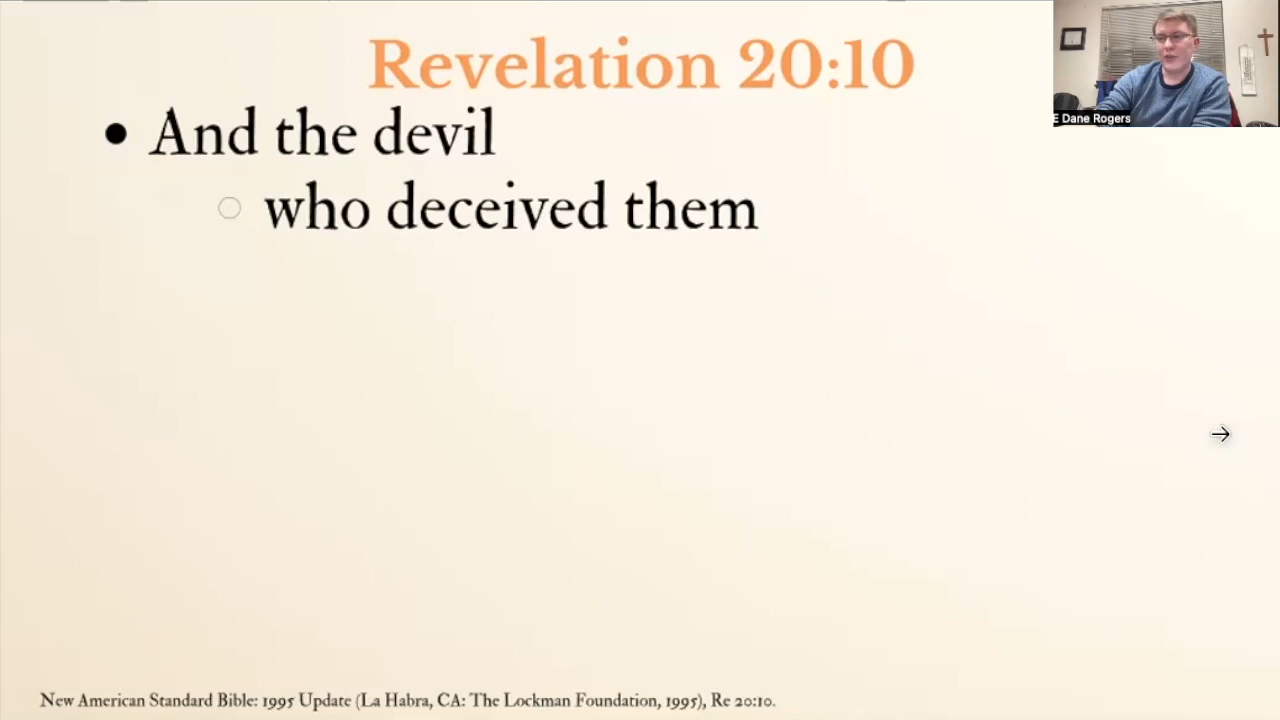 Revelation 20:10
• And the devil
○ who deceived them
E Dane Rogers
New American Standard Bible: 1995 Update (La Habra, CA: The Lockman Foundation, 1995), Re 20:10.